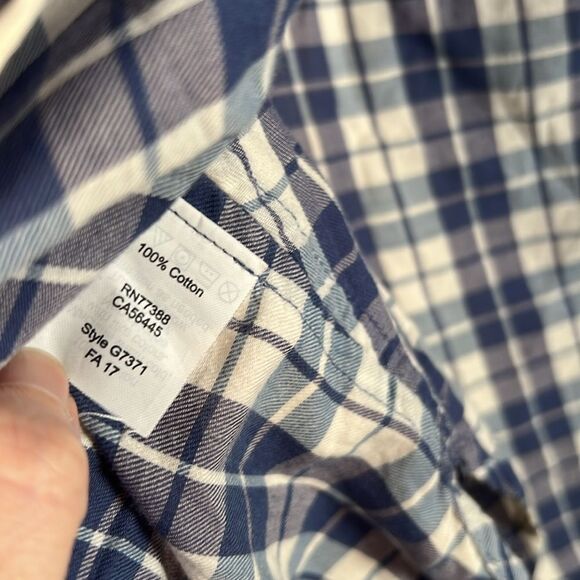 100% Cotton
RN77388
CA56445
Style G7371
FA 17